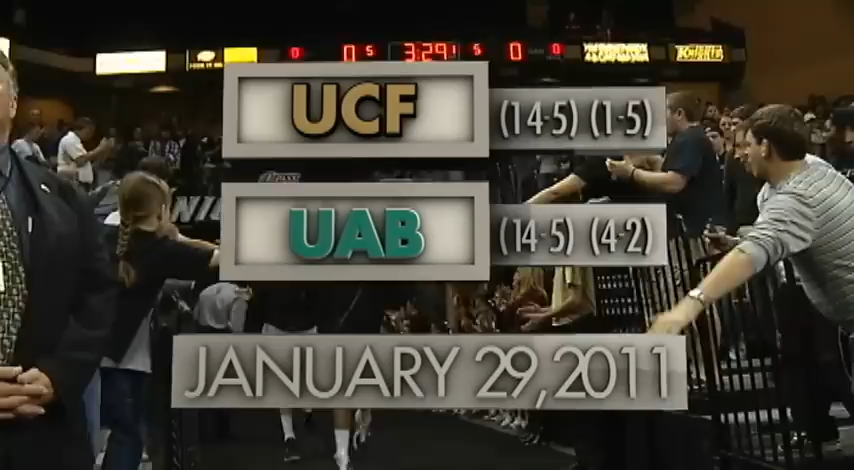 0 5 3:29.1 5 0 0
Knights
UCF (14-5) (1-5)
UAB (14-5) (4-2)
JANUARY 29, 2011